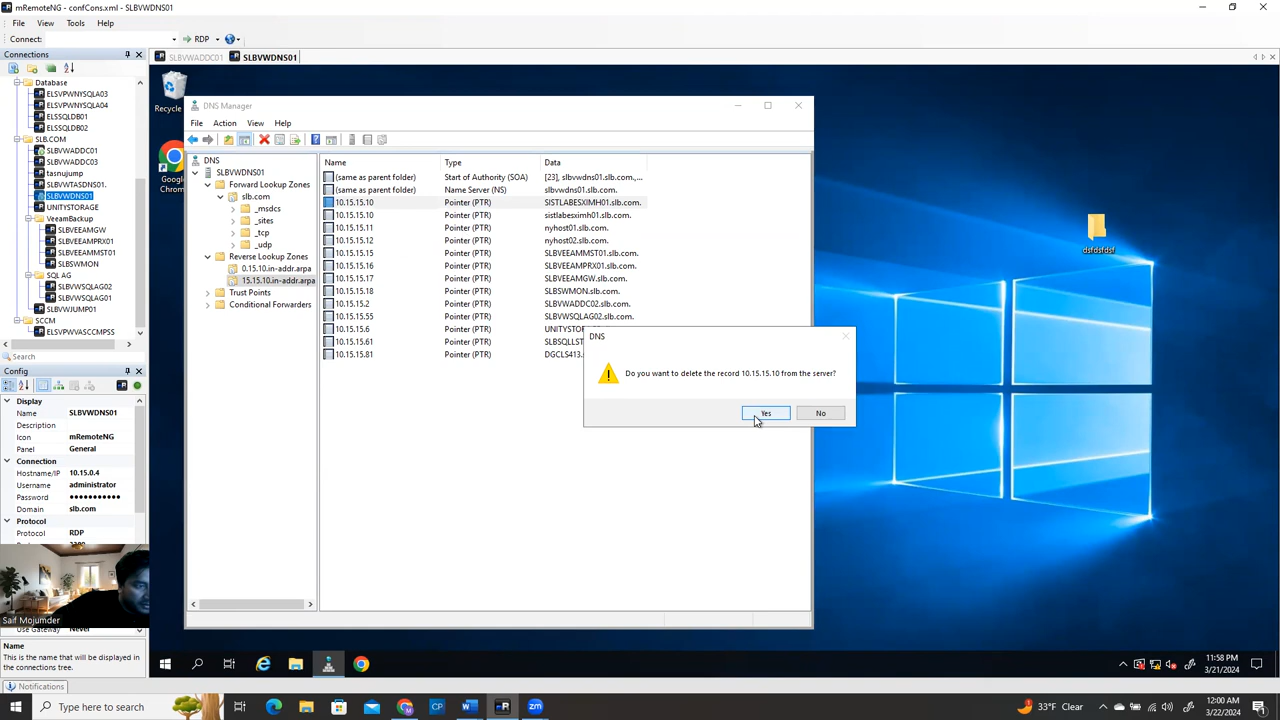 mRemoteNG - confCons.xml - SLBVWDNS01
File View Tools Help
Connect: RDP
Connections
SLBVWADDC01 SLBVWDNS01
Database
ELSVPWNYSQLA03
ELSVPWNYSQLA04
ELSSQLDB01
ELSSQLDB02
SLB.COM
SLBVWADDC01
SLBVWADDC03
tasnujump
SLBVWTASDNS01.
SLBVWDNS01
UNITYSTORAGE
VeeamBackup
SLBVEEAMGW
SLBVEEAMPRX01
SLBVEEAMMST01
SLBSWMON
SQL AG
SLBVWSQLAG02
SLBVWSQLAG01
SLBVWJUMP01
SCCM
ELSVPWVASCCMPSS
Search
Config
Display
Name SLBVWDNS01
Description
Icon mRemoteNG
Panel General
Connection
Hostname/IP 10.15.0.4
Username administrator
Password ●●●●●●●●●●
Domain slb.com
Protocol
Protocol RDP
Saif Mojumder
Use Gateway Never
Name
This is the name that will be displayed in the connections tree.
Notifications
Recycle
Google
Chrom
dsfdsfdsf
DNS Manager
File Action View Help
DNS
SLBVWDNS01
Forward Lookup Zones
slb.com
_msdcs
_sites
_tcp
_udp
Reverse Lookup Zones
0.15.10.in-addr.arpa
15.15.10.in-addr.arpa
Trust Points
Conditional Forwarders
Name Type Data
(same as parent folder) Start of Authority (SOA) [23], slbvwdns01.slb.com.,
(same as parent folder) Name Server (NS) slbvwdns01.slb.com.
10.15.15.10 Pointer (PTR) SISTLABESXIMH01.slb.com.
10.15.15.10 Pointer (PTR) sistlabesximh01.slb.com.
10.15.15.11 Pointer (PTR) nyhost01.slb.com.
10.15.15.12 Pointer (PTR) nyhost02.slb.com.
10.15.15.15 Pointer (PTR) SLBVEEAMMST01.slb.com.
10.15.15.16 Pointer (PTR) SLBVEEAMPRX01.slb.com.
10.15.15.17 Pointer (PTR) SLBVEEAMGW.slb.com.
10.15.15.18 Pointer (PTR) SLBSWMON.slb.com.
10.15.15.2 Pointer (PTR) SLBVWADDC02.slb.com.
10.15.15.55 Pointer (PTR) SLBVWSQLAG02.slb.com.
10.15.15.6 Pointer (PTR)
10.15.15.61 Pointer (PTR) SLBSQLLST
10.15.15.81 Pointer (PTR) DGCLS413.
DNS
Do you want to delete the record 10.15.15.10 from the server?
Yes No
11:58 PM
3/21/2024
Type here to search
33°F Clear
12:00 AM
3/22/2024